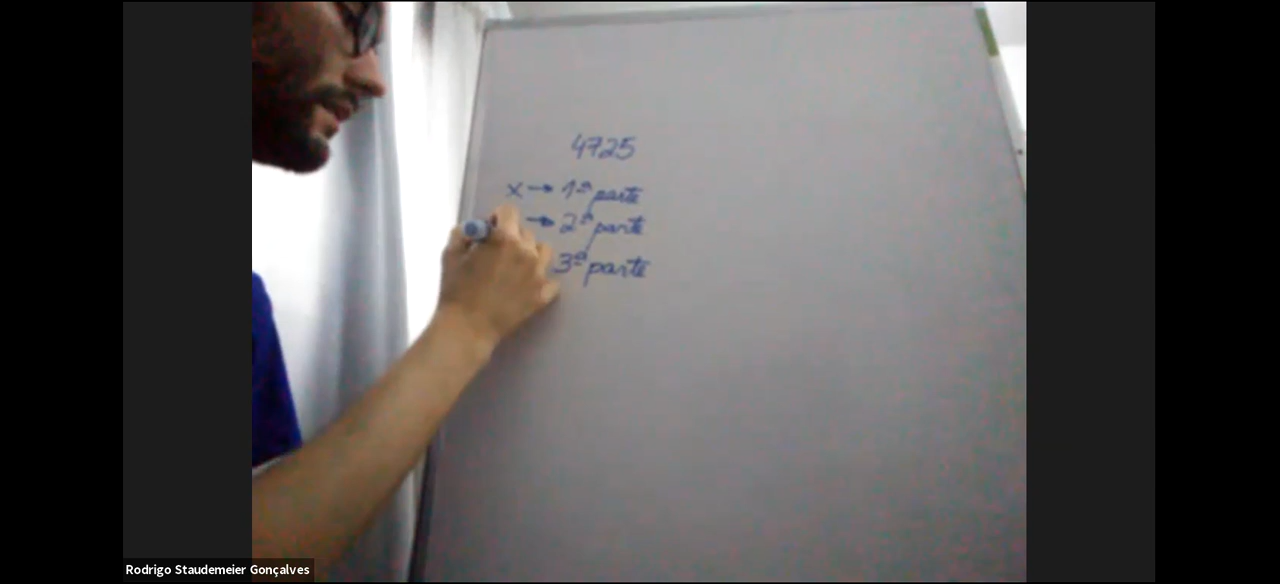 4725
x → 1ª parte
→ 2ª parte
3ª parte
Rodrigo Staudemeier Gonçalves